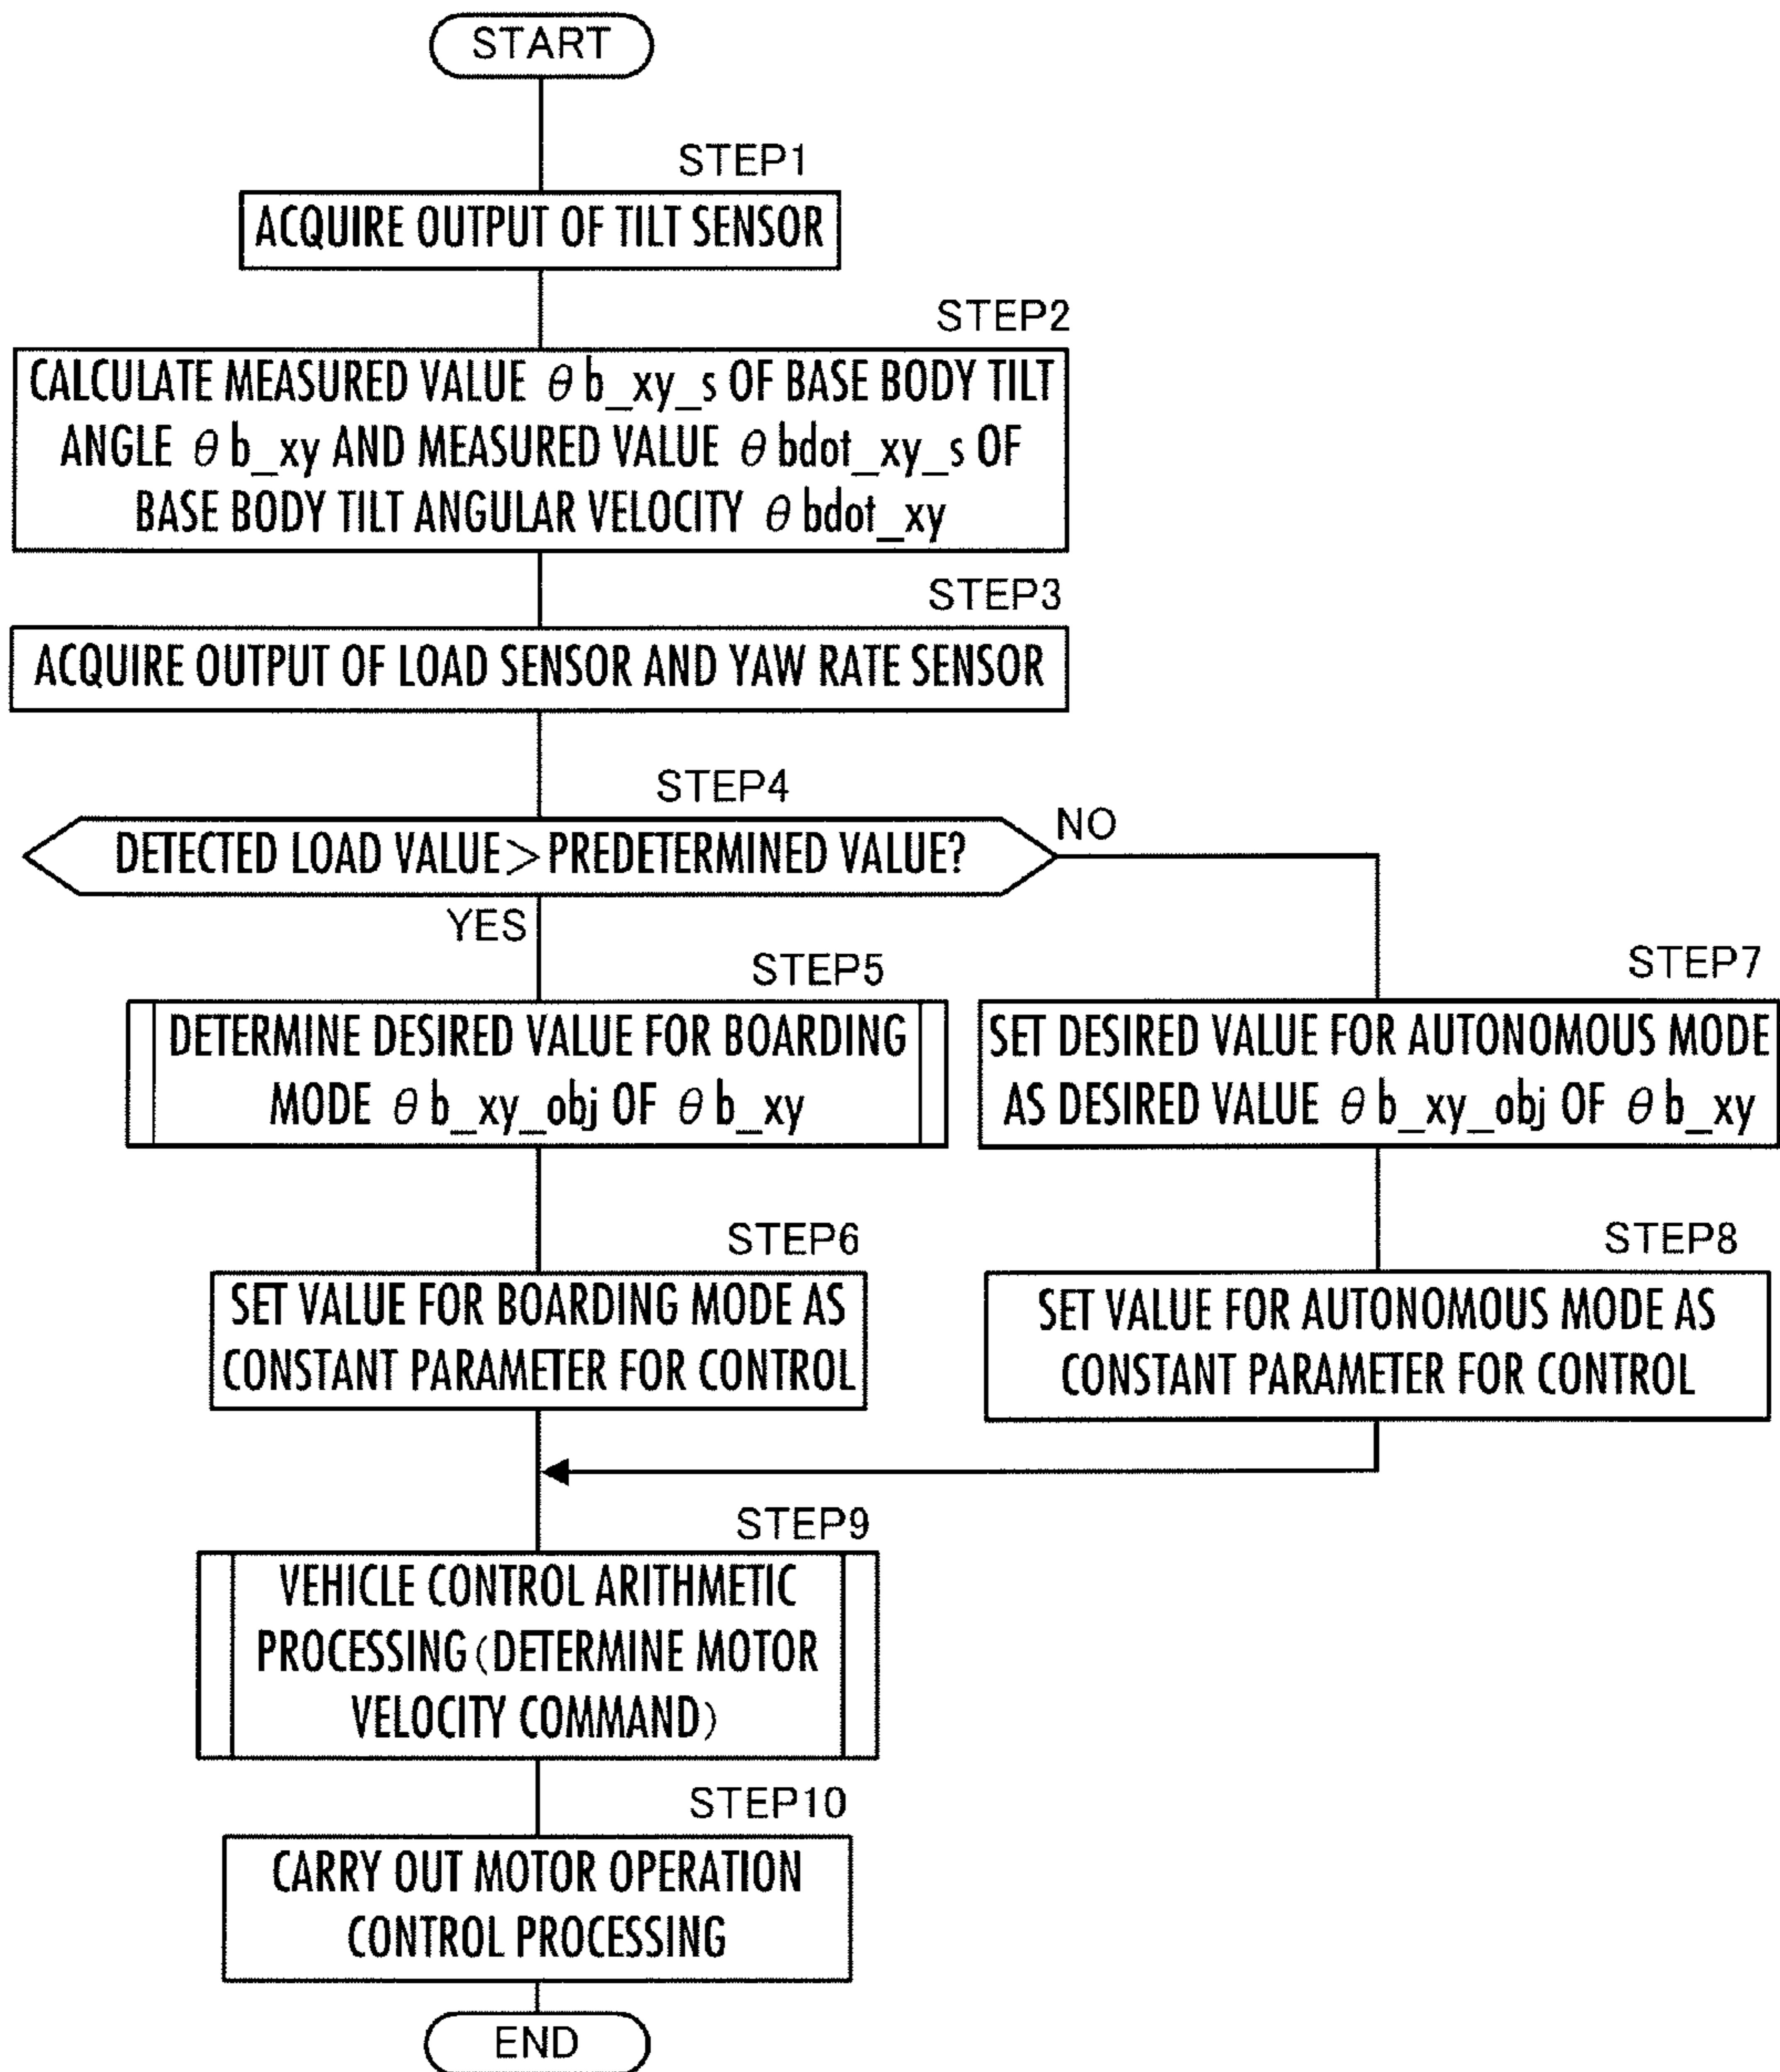 START
STEP1
ACQUIRE OUTPUT OF TILT SENSOR
STEP2
CALCULATE MEASURED VALUE θb_xy_s OF BASE BODY TILT
ANGLE θb_xy AND MEASURED VALUE θbdot_xy_s OF
BASE BODY TILT ANGULAR VELOCITY θbdot_xy
STEP3
ACQUIRE OUTPUT OF LOAD SENSOR AND YAW RATE SENSOR
STEP4
DETECTED LOAD VALUE>PREDETERMINED VALUE?
NO
YES
STEP5
DETERMINE DESIRED VALUE FOR BOARDING
MODE θb_xy_obj OF θb_xy
STEP7
SET DESIRED VALUE FOR AUTONOMOUS MODE
AS DESIRED VALUE θb_xy_obj OF θb_xy
STEP6
SET VALUE FOR BOARDING MODE AS
CONSTANT PARAMETER FOR CONTROL
STEP8
SET VALUE FOR AUTONOMOUS MODE AS
CONSTANT PARAMETER FOR CONTROL
STEP9
VEHICLE CONTROL ARITHMETIC
PROCESSING(DETERMINE MOTOR
VELOCITY COMMAND)
STEP10
CARRY OUT MOTOR OPERATION
CONTROL PROCESSING
END